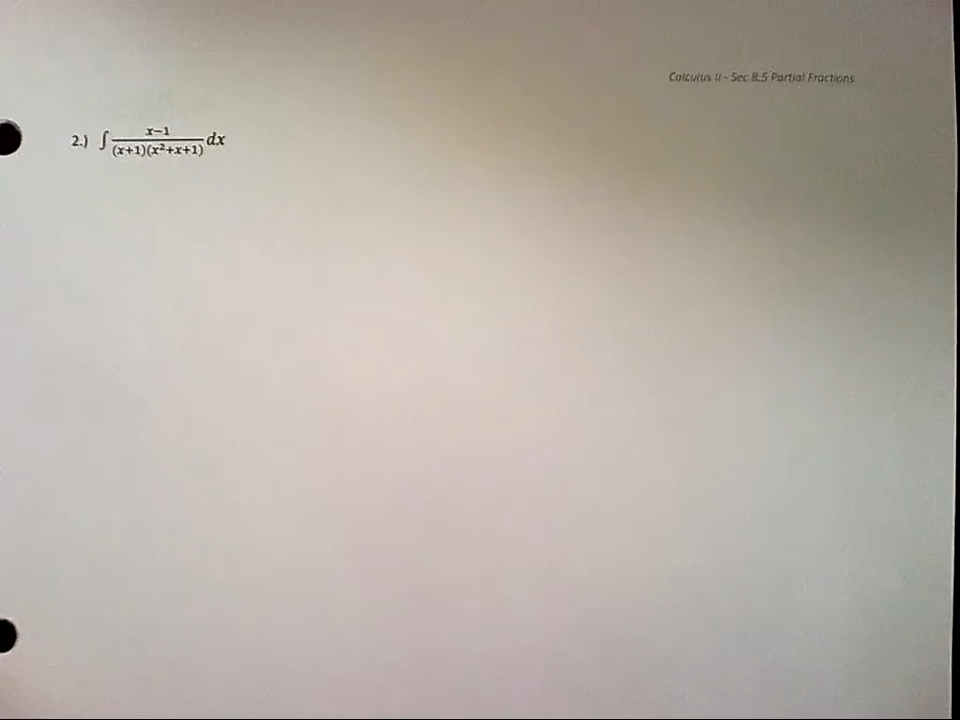 Calculus II - Sec 8.5 Partial Fractions
2.) ∫ x−1 / (x+1)(x²+x+1) dx